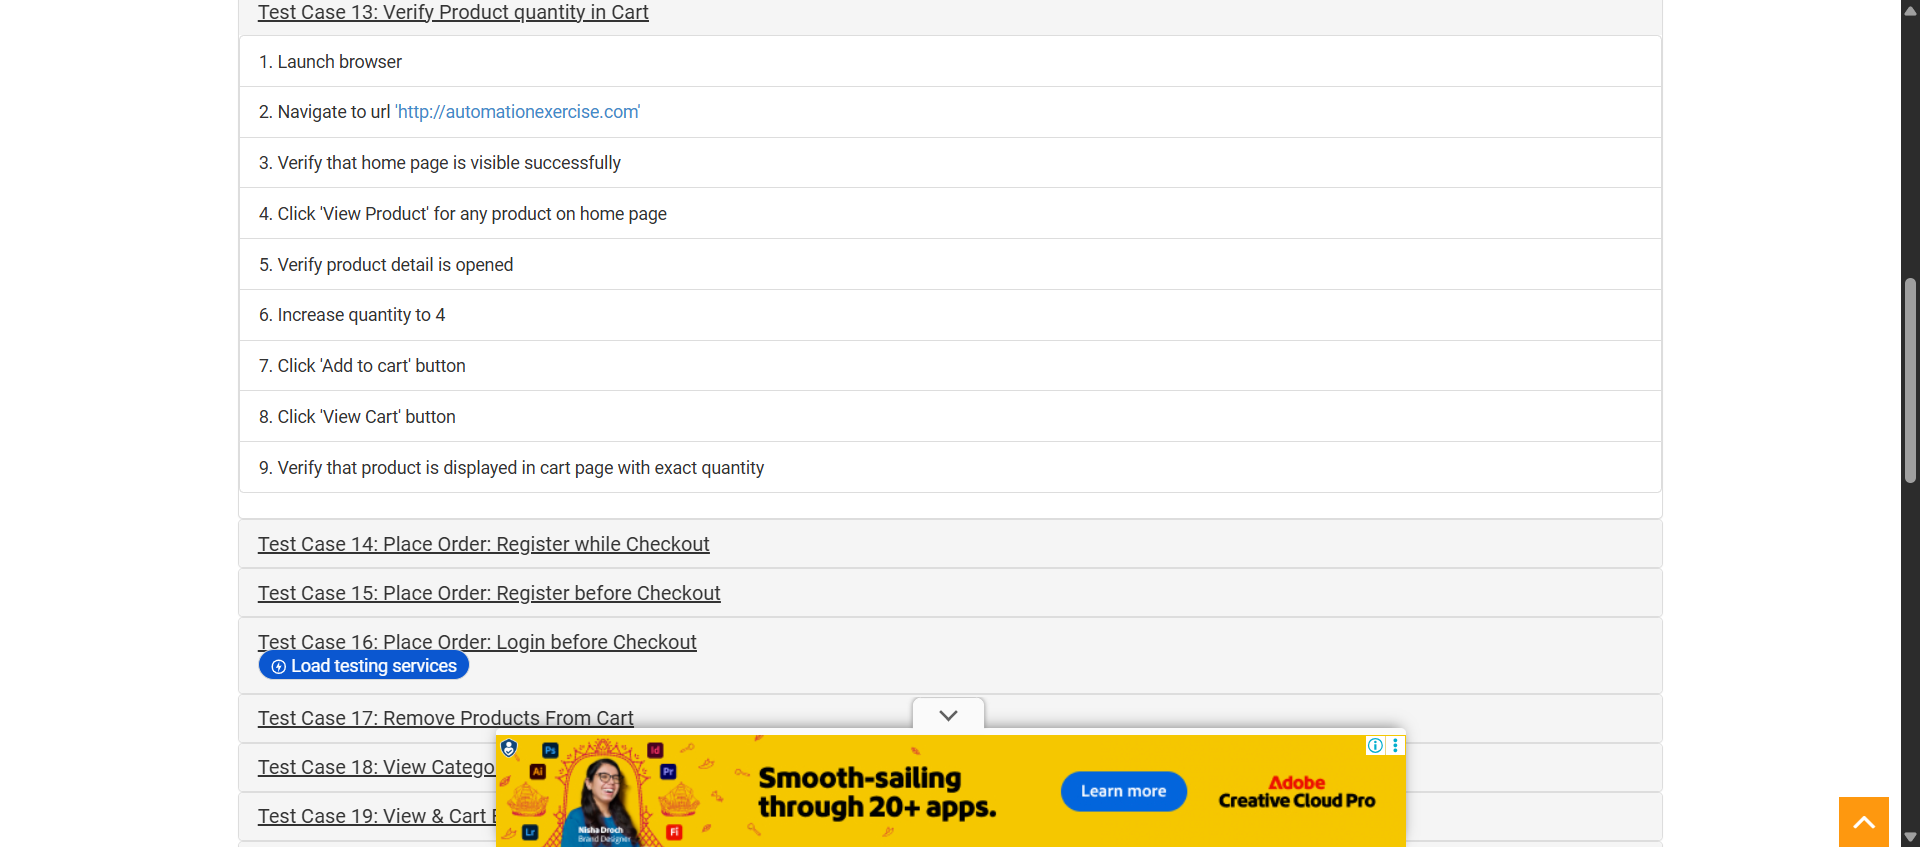 Test Case 13: Verify Product quantity in Cart
1. Launch browser
2. Navigate to url 'http://automationexercise.com'
3. Verify that home page is visible successfully
4. Click 'View Product' for any product on home page
5. Verify product detail is opened
6. Increase quantity to 4
7. Click 'Add to cart' button
8. Click 'View Cart' button
9. Verify that product is displayed in cart page with exact quantity
Test Case 14: Place Order: Register while Checkout
Test Case 15: Place Order: Register before Checkout
Test Case 16: Place Order: Login before Checkout
Load testing services
Test Case 17: Remove Products From Cart
Test Case 18: View Catego
Test Case 19: View & Cart
Ps
Id
Ai
Pr
Lr
Fl
Nisha Droch
Brand Designer
Smooth-sailing
through 20+ apps.
Learn more
Adobe
Creative Cloud Pro